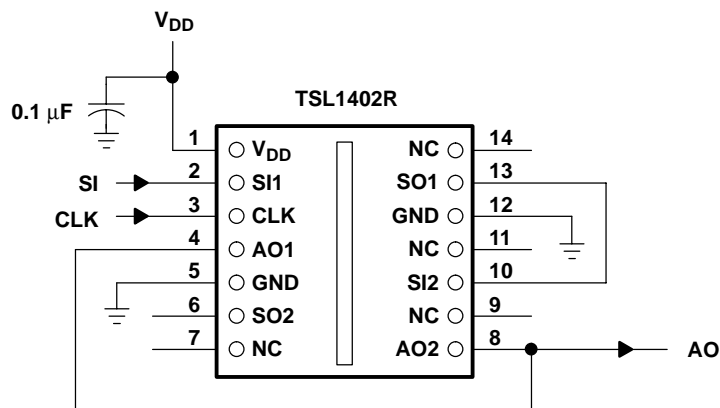 VDD
0.1 μF
TSL1402R
1 VDD NC 14
SI 2 SI1 SO1 13
CLK 3 CLK GND 12
4 AO1 NC 11
5 GND SI2 10
6 SO2 NC 9
7 NC AO2 8 AO